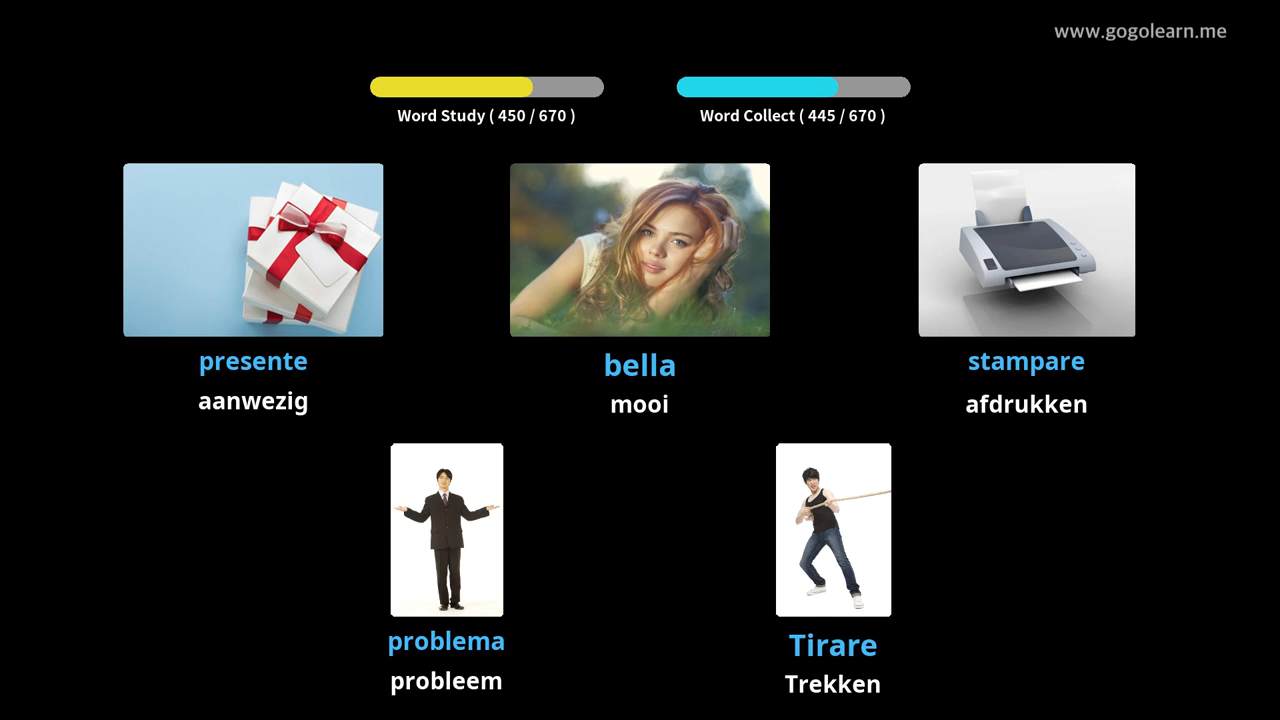 www.gogolearn.me
Word Study ( 450 / 670 )
Word Collect ( 445 / 670 )
presente
aanwezig
bella
mooi
stampare
afdrukken
problema
probleem
Tirare
Trekken